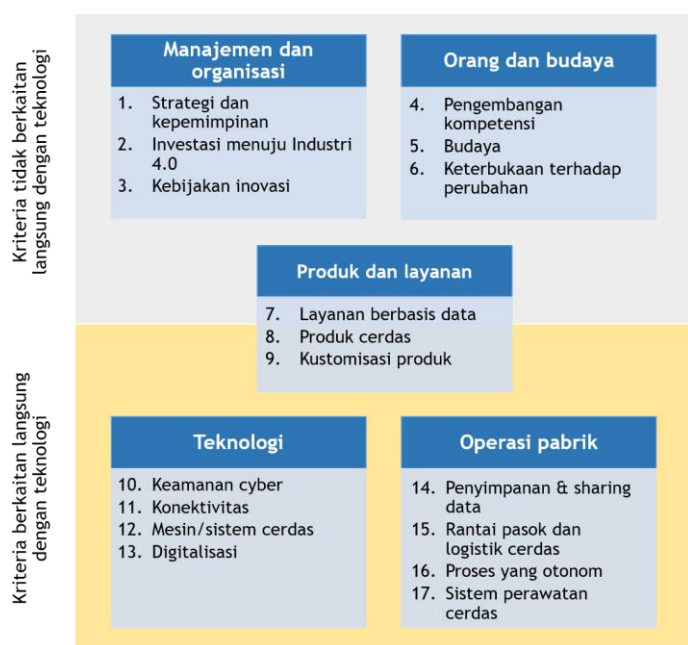 Kriteria tidak berkaitan
langsung dengan teknologi
Manajemen dan
organisasi
1. Strategi dan
kepemimpinan
2. Investasi menuju Industri
4.0
3. Kebijakan inovasi
Orang dan budaya
4. Pengembangan
kompetensi
5. Budaya
6. Keterbukaan terhadap
perubahan
Produk dan layanan
7. Layanan berbasis data
8. Produk cerdas
9. Kustomisasi produk
Kriteria berkaitan langsung
dengan teknologi
Teknologi
10. Keamanan cyber
11. Konektivitas
12. Mesin/sistem cerdas
13. Digitalisasi
Operasi pabrik
14. Penyimpanan & sharing
data
15. Rantai pasok dan
logistik cerdas
16. Proses yang otonom
17. Sistem perawatan
cerdas